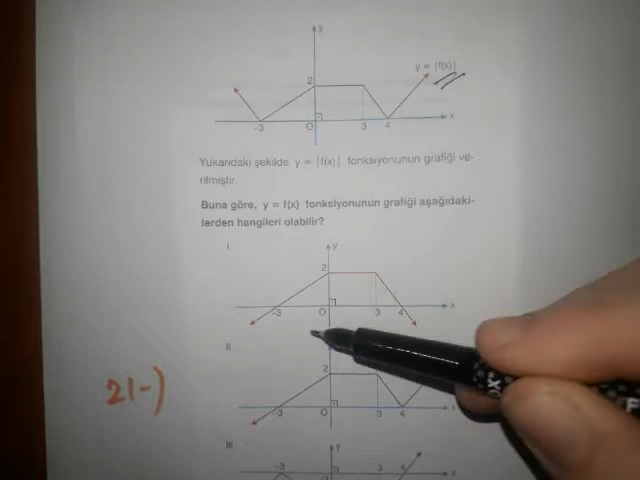 y
y = |f(x)|
2
-3 O 3 4 x
Yukarıdaki şekilde y = |f(x)| fonksiyonunun grafiği ve-
rilmiştir.
Buna göre, y = f(x) fonksiyonunun grafiği aşağıdaki-
lerden hangileri olabilir?
I.
y
2
-3 O 3 4 x
II.
2
21-)
-3 O 3 4 x
III.
y
-3 3 4 x